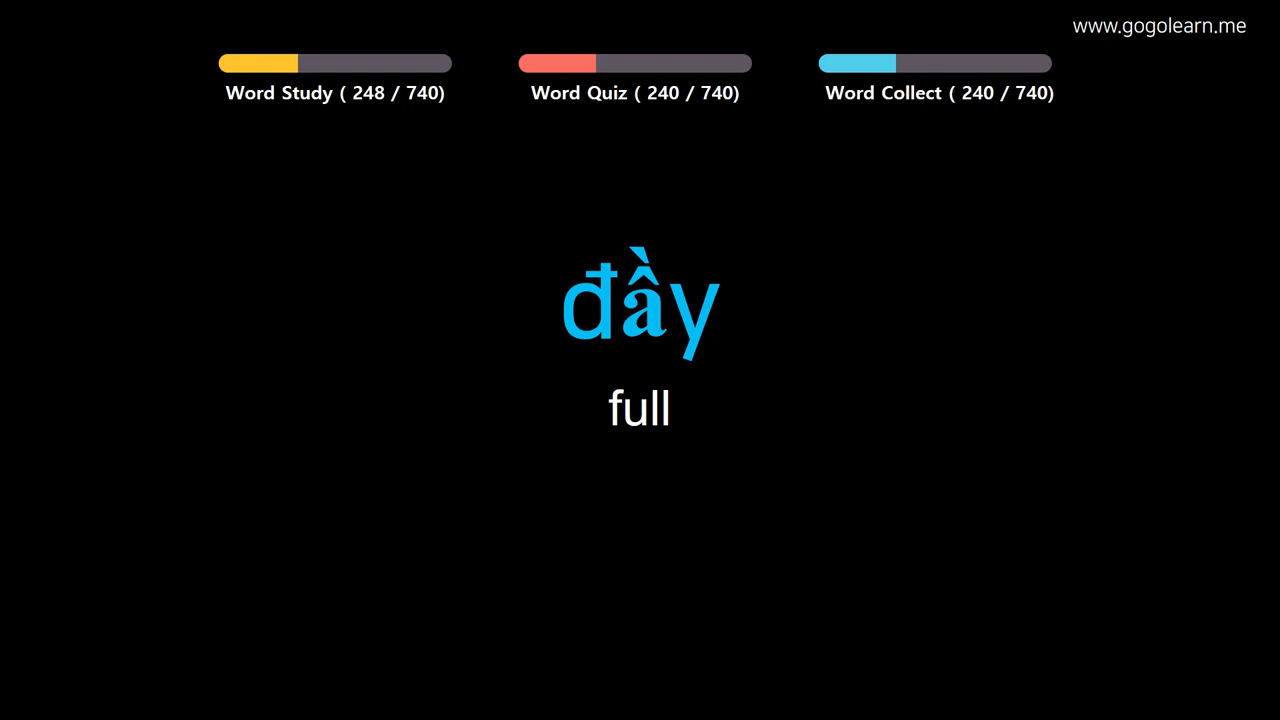 www.gogolearn.me
Word Study ( 248 / 740)
Word Quiz ( 240 / 740)
Word Collect ( 240 / 740)
đầy
full